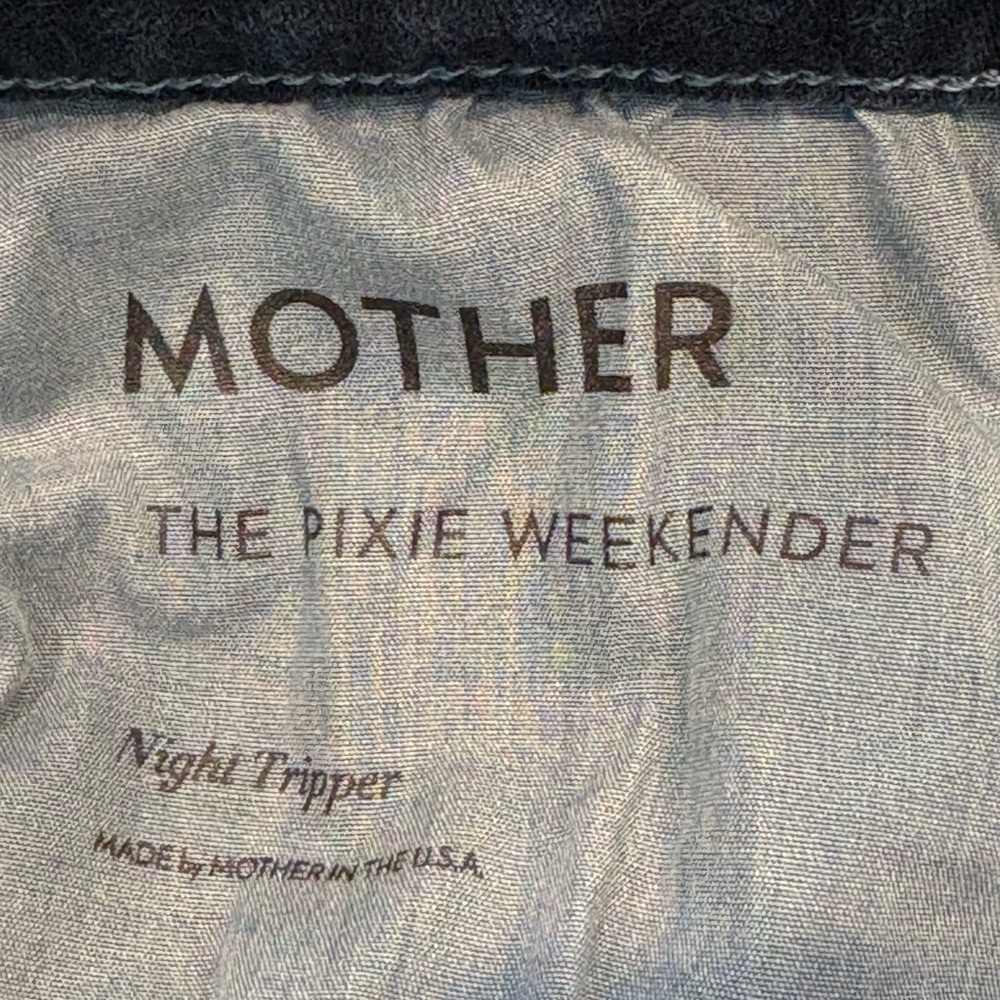 MOTHER
THE PIXIE WEEKENDER
Night Tripper
MADE by MOTHER IN THE U.S.A.